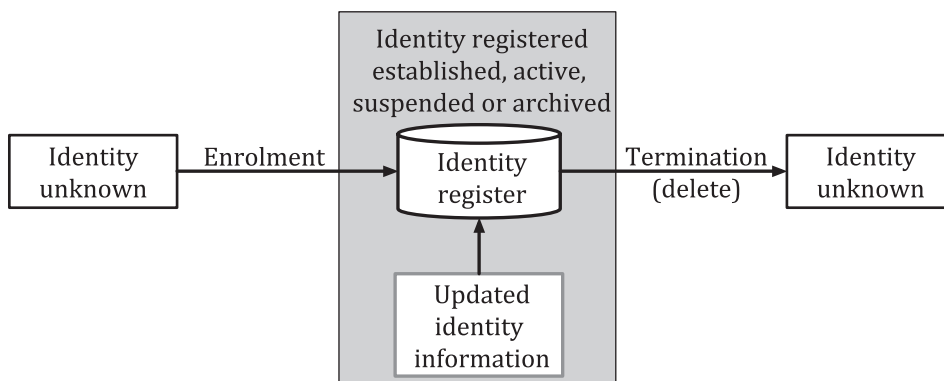 Identity registered
established, active,
suspended or archived
Identity
unknown
Enrolment
Identity
register
Termination
(delete)
Identity
unknown
Updated
identity
information